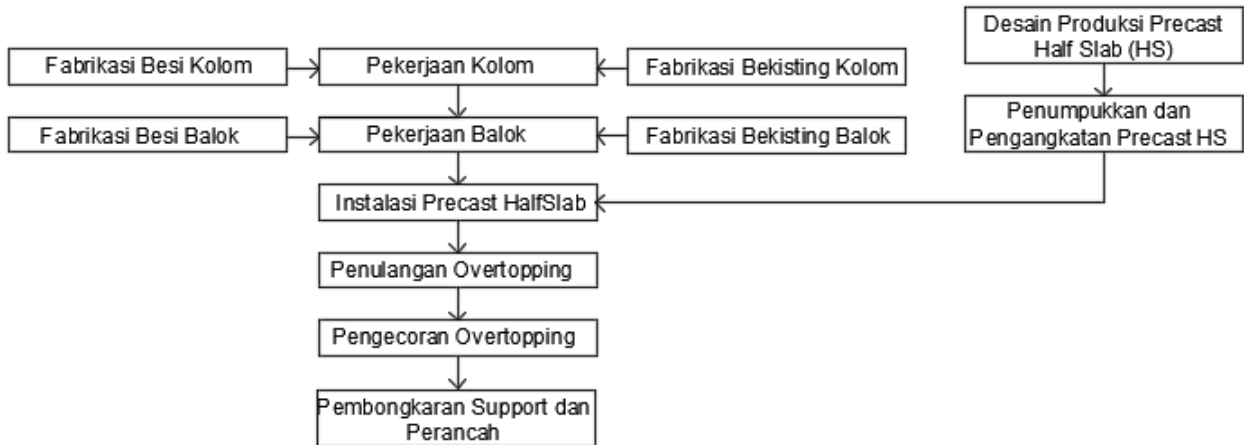 Desain Produksi Precast
Half Slab (HS)
Fabrikasi Besi Kolom
Pekerjaan Kolom
Fabrikasi Bekisting Kolom
Penumpukkan dan
Pengangkatan Precast HS
Fabrikasi Besi Balok
Pekerjaan Balok
Fabrikasi Bekisting Balok
Instalasi Precast HalfSlab
Penulangan Overtopping
Pengecoran Overtopping
Pembongkaran Support dan
Perancah